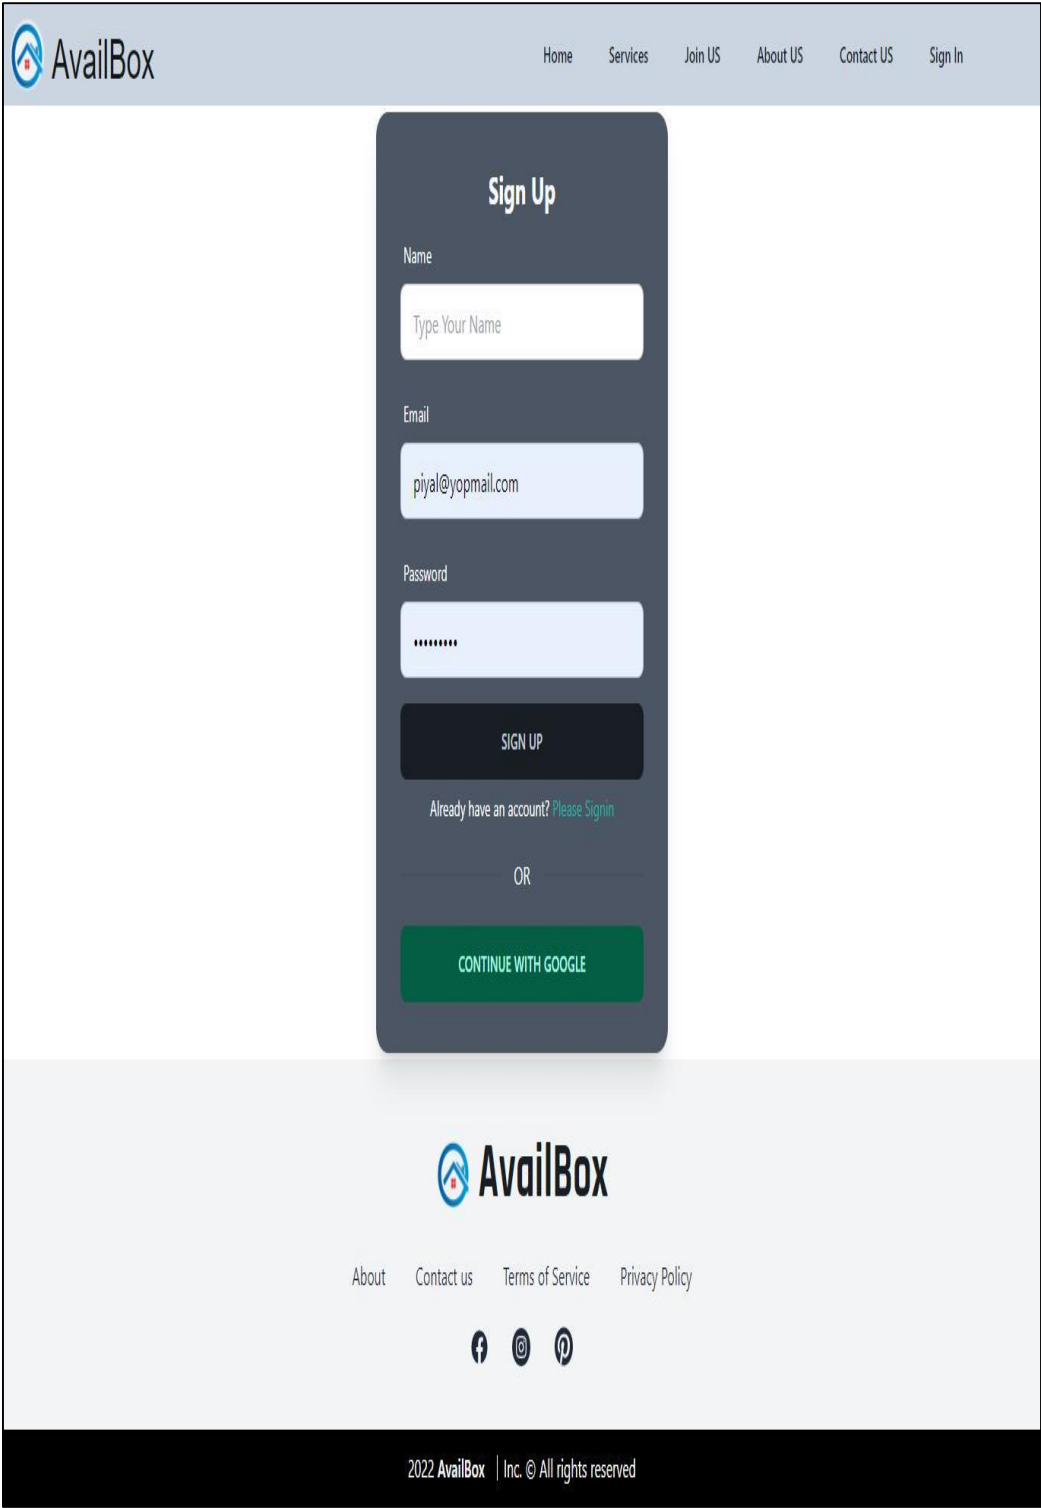 AvailBox
Home Services Join US About US Contact US Sign In
Sign Up
Name
Type Your Name
Email
piyal@yopmail.com
Password
•••••••••
SIGN UP
Already have an account? Please Signin
OR
CONTINUE WITH GOOGLE
AvailBox
About Contact us Terms of Service Privacy Policy
2022 AvailBox | Inc. © All rights reserved